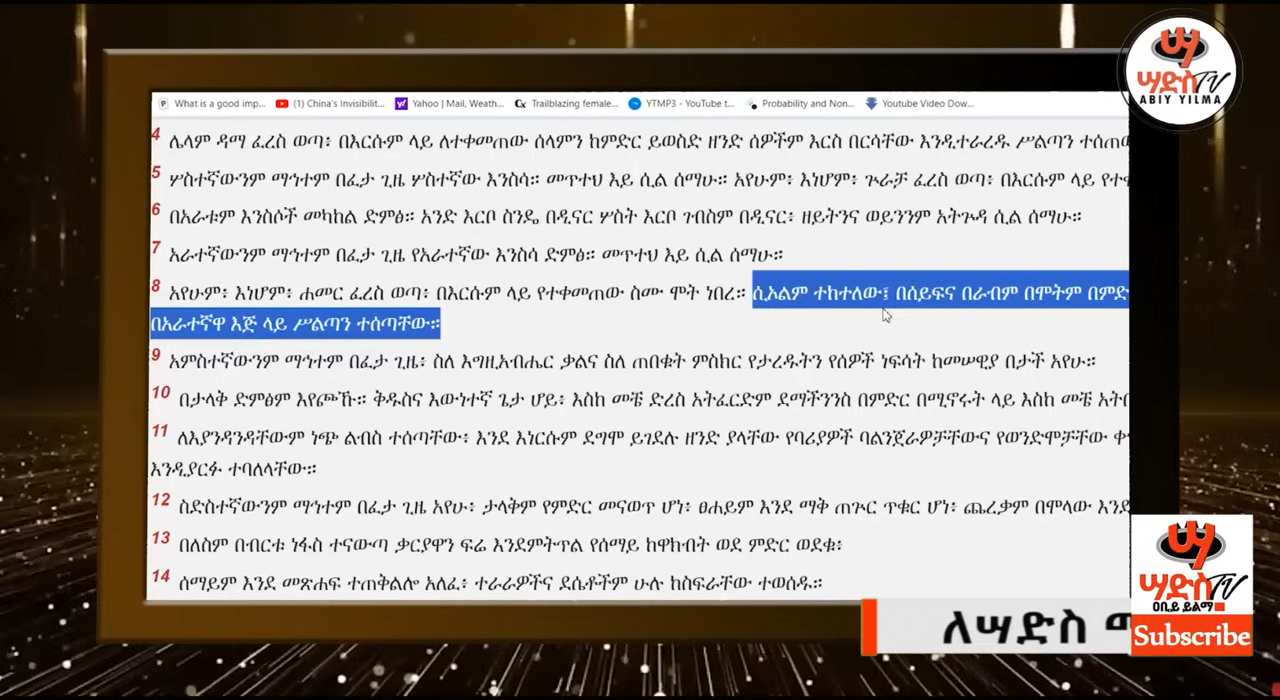 What is a good imp...
(1) China's Invisibilit...
Yahoo | Mail, Weath...
Trailblazing female...
YTMP3 - YouTube t...
Probability and Non...
Youtube Video Dow...
ሣድስTV
ABIY YILMA
4 ሌላም ዳማ ፈረስ ወጣ፥ በእርሱም ላይ ለተቀመጠው ሰላምን ከምድር ይወስድ ዘንድ ሰዎችም እርስ በርሳቸው እንዲተራረዱ ሥልጣን
5 ሦስተኛውንም ማኅተም በፈታ ጊዜ ሦስተኛው እንስሳ። መጥተህ እይ ሲል ሰማሁ። አየሁም፥ እነሆም፥ ጕራቻ ፈረስ ወጣ፥ በእርሱም ላይ
6 በአራቱም እንስሶች መካከል ድምፅ። አንድ እርቦ ስንዴ በዲናር ሦስት እርቦ ገብስም በዲናር፥ ዘይትንና ወይንንም አትጕዳ ሲል ሰማሁ።
7 አራተኛውንም ማኅተም በፈታ ጊዜ የአራተኛው እንስሳ ድምፅ። መጥተህ እይ ሲል ሰማሁ።
8 አየሁም፥ እነሆም፥ ሐመር ፈረስ ወጣ፥ በእርሱም ላይ የተቀመጠው ስሙ ሞት ነበረ። ሲኦልም ተከተለው፤ በሰይፍና በራብም በሞትም
በአራተኛዋ እጅ ላይ ሥልጣን ተሰጣቸው።
9 አምስተኛውንም ማኅተም በፈታ ጊዜ፥ ስለ እግዚአብሔር ቃልና ስለ ጠበቁት ምስክር የታረዱትን የሰዎች ነፍሳት ከመሠዊያ በታች አየሁ።
10 በታላቅ ድምፅም እየጮኹ። ቅዱስና እውነተኛ ጌታ ሆይ፥ እስከ መቼ ድረስ አትፈርድም ደማችንንስ በምድር በሚኖሩት ላይ እስከ መቼ
11 ለእያንዳንዳቸውም ነጭ ልብስ ተሰጣቸው፥ እንደ እነርሱም ደግሞ ይገደሉ ዘንድ ያላቸው የባሪያዎች ባልንጀራዎቻቸውና የወንድሞቻቸው
እንዲያርፉ ተባለላቸው።
12 ስድስተኛውንም ማኅተም በፈታ ጊዜ አየሁ፥ ታላቅም የምድር መናወጥ ሆነ፥ ፀሐይም እንደ ማቅ ጠጕር ጥቁር ሆነ፥ ጨረቃም በሞላው
13 በለስም በብርቱ ነፋስ ተናውጣ ቃርያዋን ፍሬ እንደምትጥል የሰማይ ከዋክብት ወደ ምድር ወደቁ፥
14 ሰማይም እንደ መጽሐፍ ተጠቅልሎ አለፈ፥ ተራራዎችና ደሴቶችም ሁሉ ከስፍራቸው ተወሰዱ።
ለሣድስ
ሣድስTV
ዐቢይ ይልማ
Subscribe